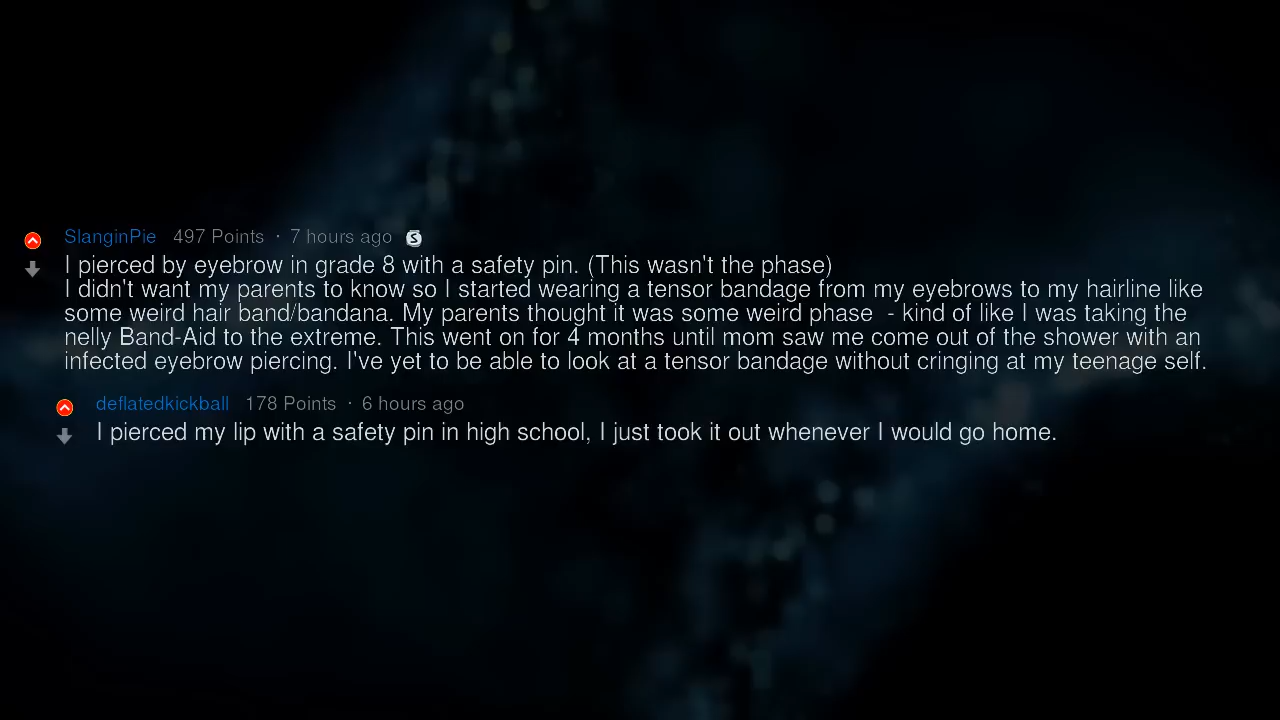 SlanginPie 497 Points · 7 hours ago S
I pierced by eyebrow in grade 8 with a safety pin. (This wasn't the phase)
I didn't want my parents to know so I started wearing a tensor bandage from my eyebrows to my hairline like
some weird hair band/bandana. My parents thought it was some weird phase - kind of like I was taking the
nelly Band-Aid to the extreme. This went on for 4 months until mom saw me come out of the shower with an
infected eyebrow piercing. I've yet to be able to look at a tensor bandage without cringing at my teenage self.
deflatedkickball 178 Points · 6 hours ago
I pierced my lip with a safety pin in high school, I just took it out whenever I would go home.